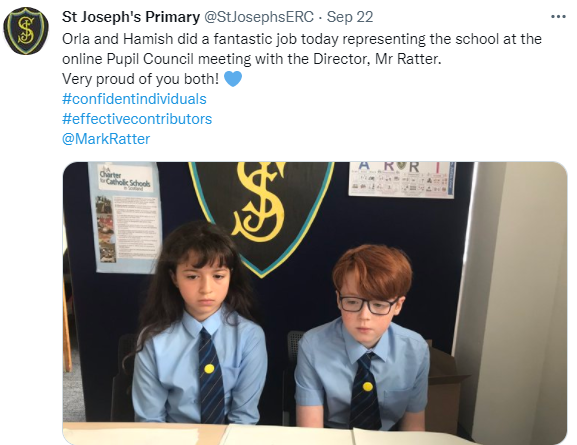 St Joseph's Primary @StJosephsERC · Sep 22
Orla and Hamish did a fantastic job today representing the school at the
online Pupil Council meeting with the Director, Mr Ratter.
Very proud of you both! 💙
#confidentindividuals
#effectivecontributors
@MarkRatter
Charter
for Catholic Schools
in Scotland